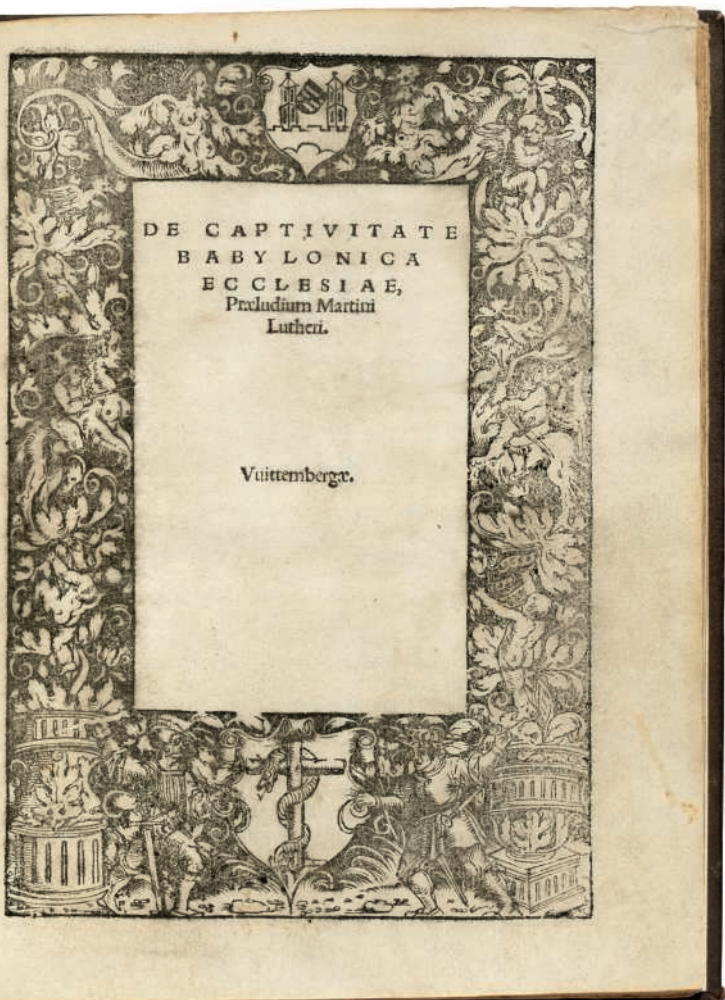 DE CAPTIVITATE
BABYLONICA
ECCLESIAE,
Præludium Martini
Lutheri.
Vuittembergæ.